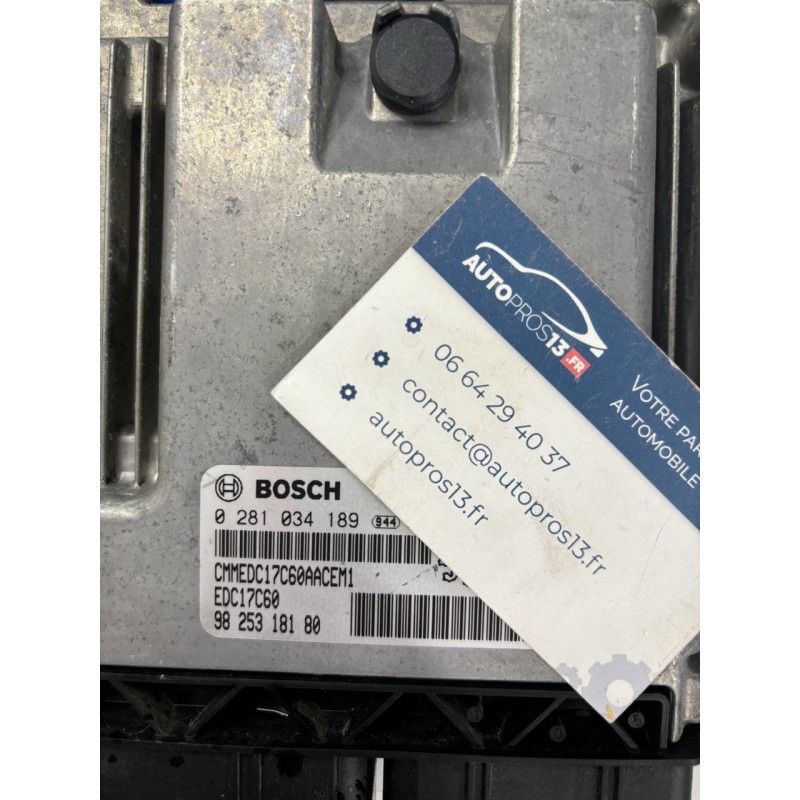 AUTOPROS13.FR
VOTRE PAR
AUTOMOBILE
06 64 29 40 37
contact@autopros13.fr
autopros13.fr
BOSCH
0 281 034 189 944
CMMEDC17C60AACEM1
EDC17C60
98 253 181 80